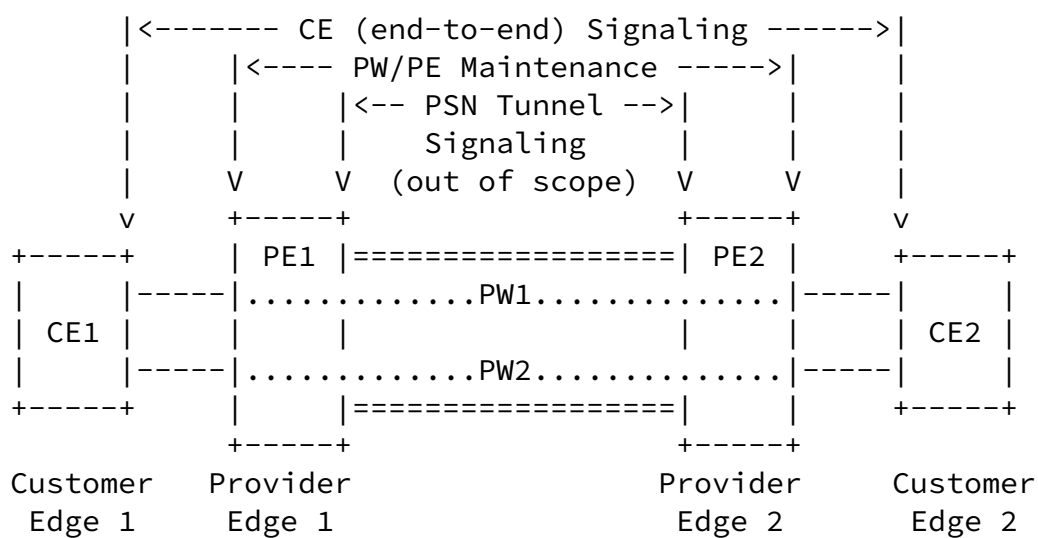 |<------- CE (end-to-end) Signaling ------>|
|     |<---- PW/PE Maintenance ----->|     |
|     |     |<-- PSN Tunnel -->|     |     |
|     |     |    Signaling     |     |     |
|     V     V  (out of scope)  V     V     |
v     +-----+                  +-----+     v
+-----+     | PE1 |==================| PE2 |     +-----+
|     |-----|.............PW1..............|-----|     |
| CE1 |     |     |                  |     |     | CE2 |
|     |-----|.............PW2..............|-----|     |
+-----+     |     |==================|     |     +-----+
+-----+                  +-----+
Customer   Provider                 Provider     Customer
Edge 1     Edge 1                   Edge 2       Edge 2